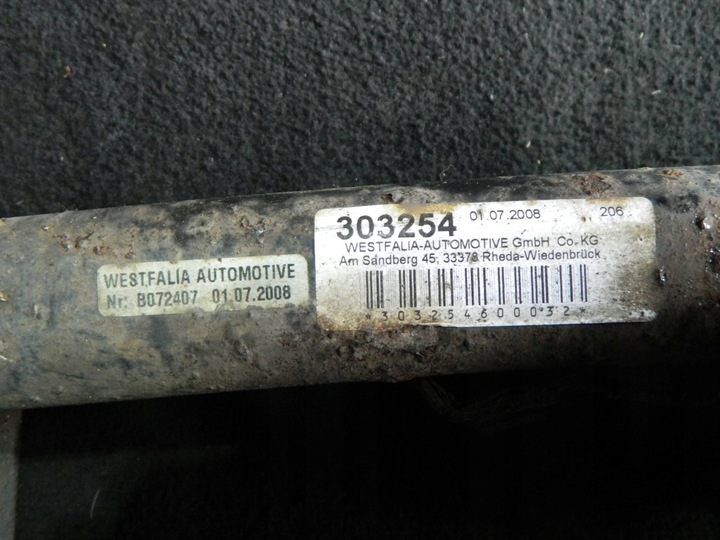 WESTFALIA AUTOMOTIVE
Nr: B072407 01.07.2008
303254 01.07.2008 206
WESTFALIA-AUTOMOTIVE GmbH Co. KG
Am Sandberg 45, 33378 Rheda-Wiedenbrück
*303254600032*